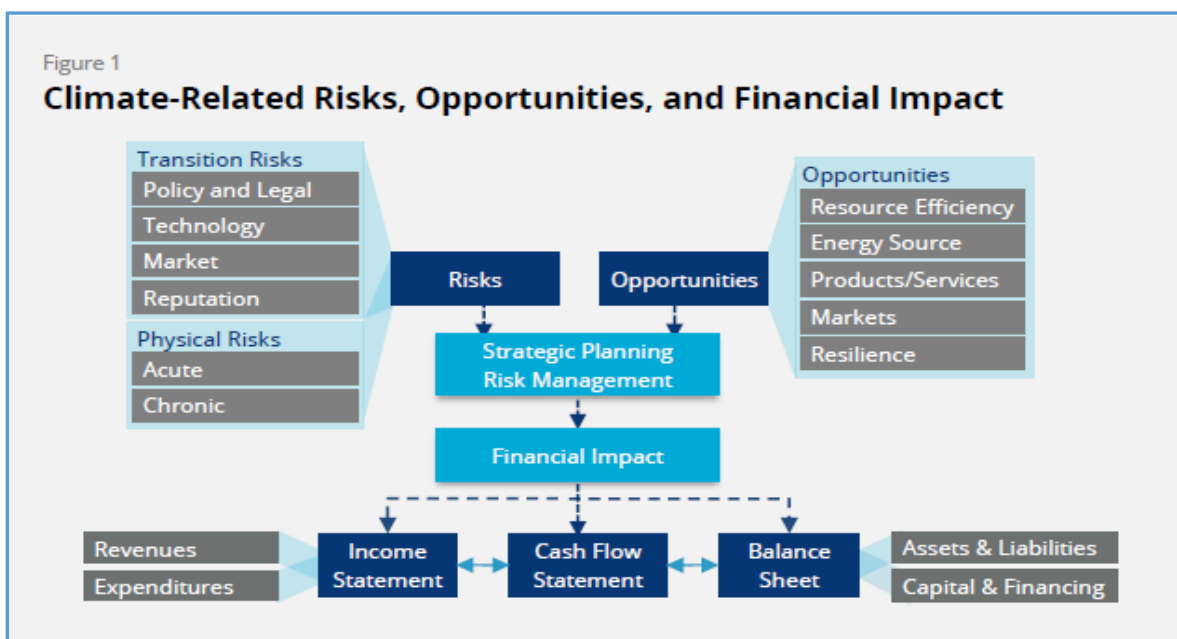 Figure 1
Climate-Related Risks, Opportunities, and Financial Impact
Transition Risks
Policy and Legal
Technology
Market
Reputation
Physical Risks
Acute
Chronic
Risks
Opportunities
Opportunities
Resource Efficiency
Energy Source
Products/Services
Markets
Resilience
Strategic Planning
Risk Management
Financial Impact
Revenues
Expenditures
Income
Statement
Cash Flow
Statement
Balance
Sheet
Assets & Liabilities
Capital & Financing